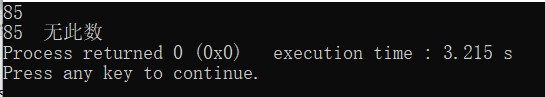 85
85  无此数
Process returned 0 (0x0)   execution time : 3.215 s
Press any key to continue.